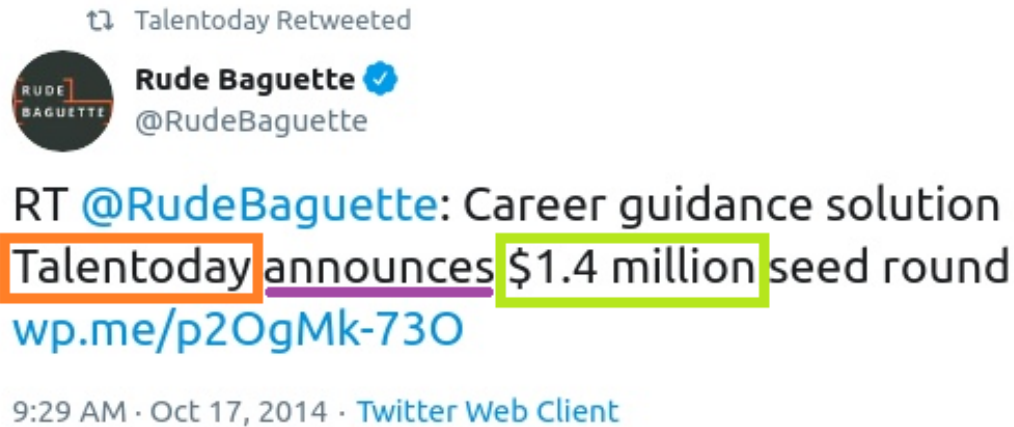 Talentoday Retweeted
RUDE
BAGUETTE
Rude Baguette
@RudeBaguette
RT @RudeBaguette: Career guidance solution
Talentoday announces $1.4 million seed round
wp.me/p2OgMk-73O
9:29 AM · Oct 17, 2014 · Twitter Web Client